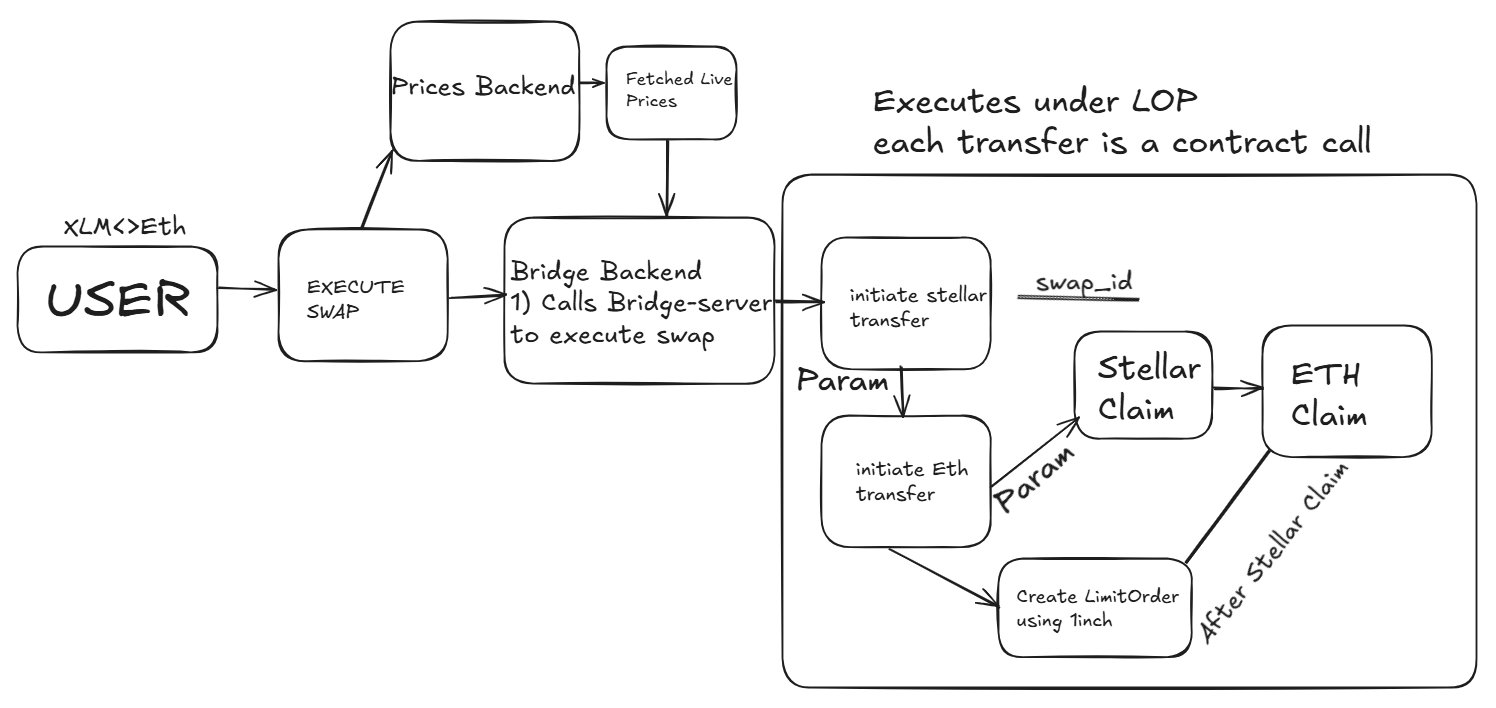 Prices Backend
Fetched Live
Prices
Executes under LOP
each transfer is a contract call
XLM<>Eth
USER
EXECUTE
SWAP
Bridge Backend
1) Calls Bridge-server
to execute swap
initiate stellar
transfer
swap_id
Param
Stellar
Claim
ETH
Claim
initiate Eth
transfer
Param
Create LimitOrder
using 1inch
After Stellar Claim